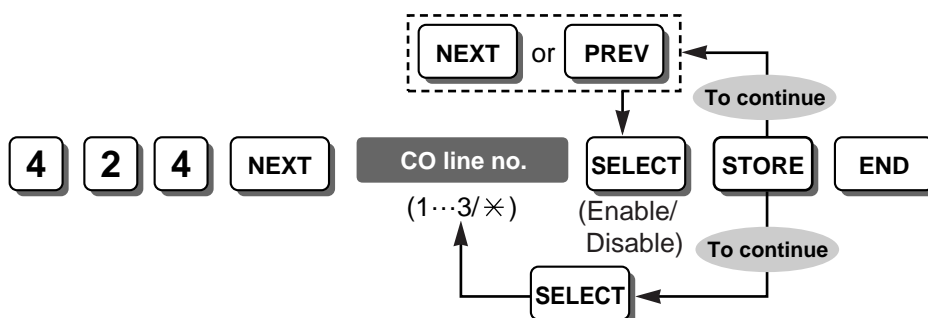 NEXT or PREV
To continue
4 2 4 NEXT CO line no. SELECT STORE END
(1···3/✳)
(Enable/
Disable)
To continue
SELECT